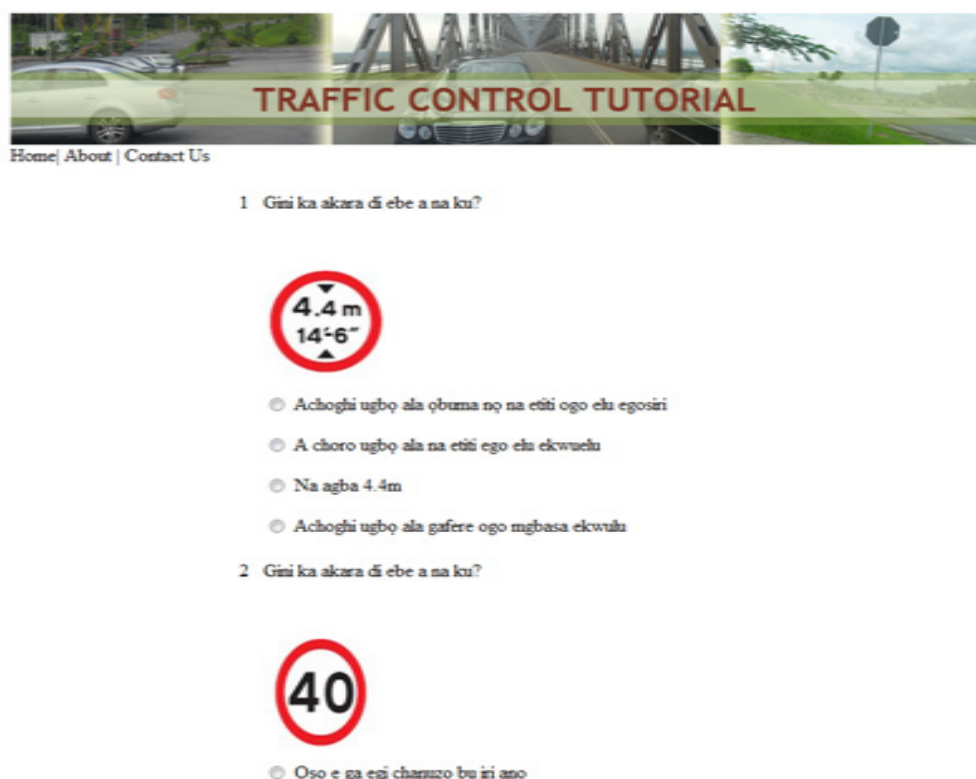 TRAFFIC CONTROL TUTORIAL
Home| About | Contact Us
1 Gini ka akara di ebe a na ku?
4.4 m
14'-6"
Achoghi ugbọ ala ọbuma nọ na etiti ogo elu egosiri
A choro ugbọ ala na etiti ego elu ekwuelu
Na agba 4.4m
Achoghi ugbọ ala gafere ogo mgbasa ekwulu
2 Gini ka akara di ebe a na ku?
40
Oso e ga egi chanuzo bu iri ano